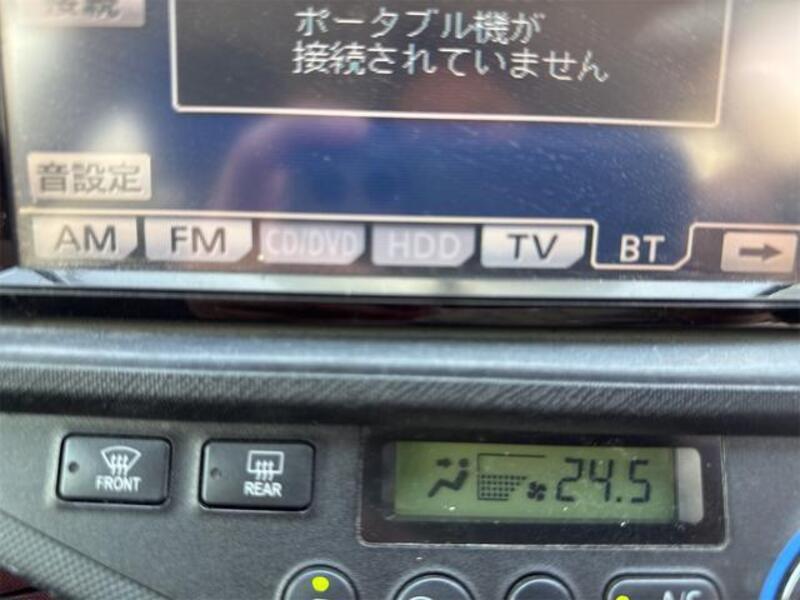 接続
ポータブル機が
接続されていません
音設定
AM FM CD/DVD HDD TV BT
FRONT REAR 24.5
A/C